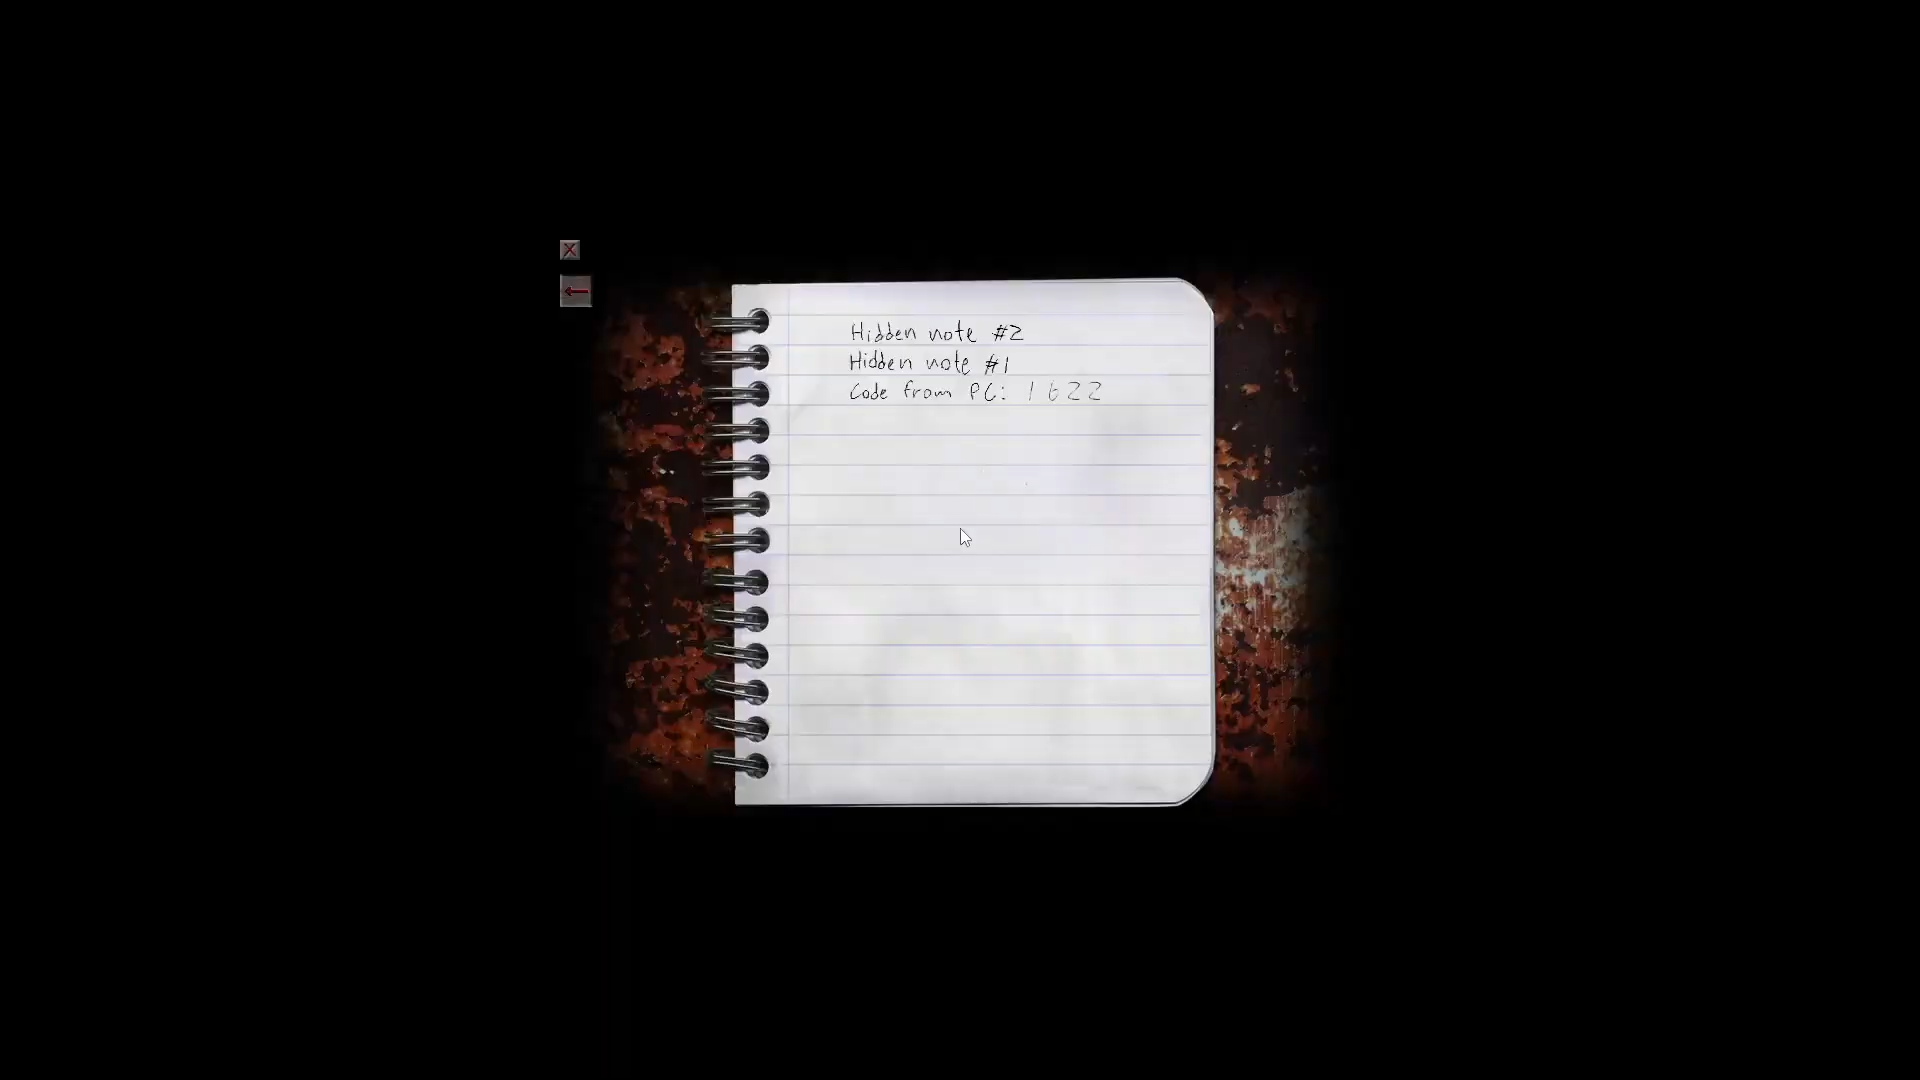 Hidden note #2
Hidden note #1
Code from PC: 1622